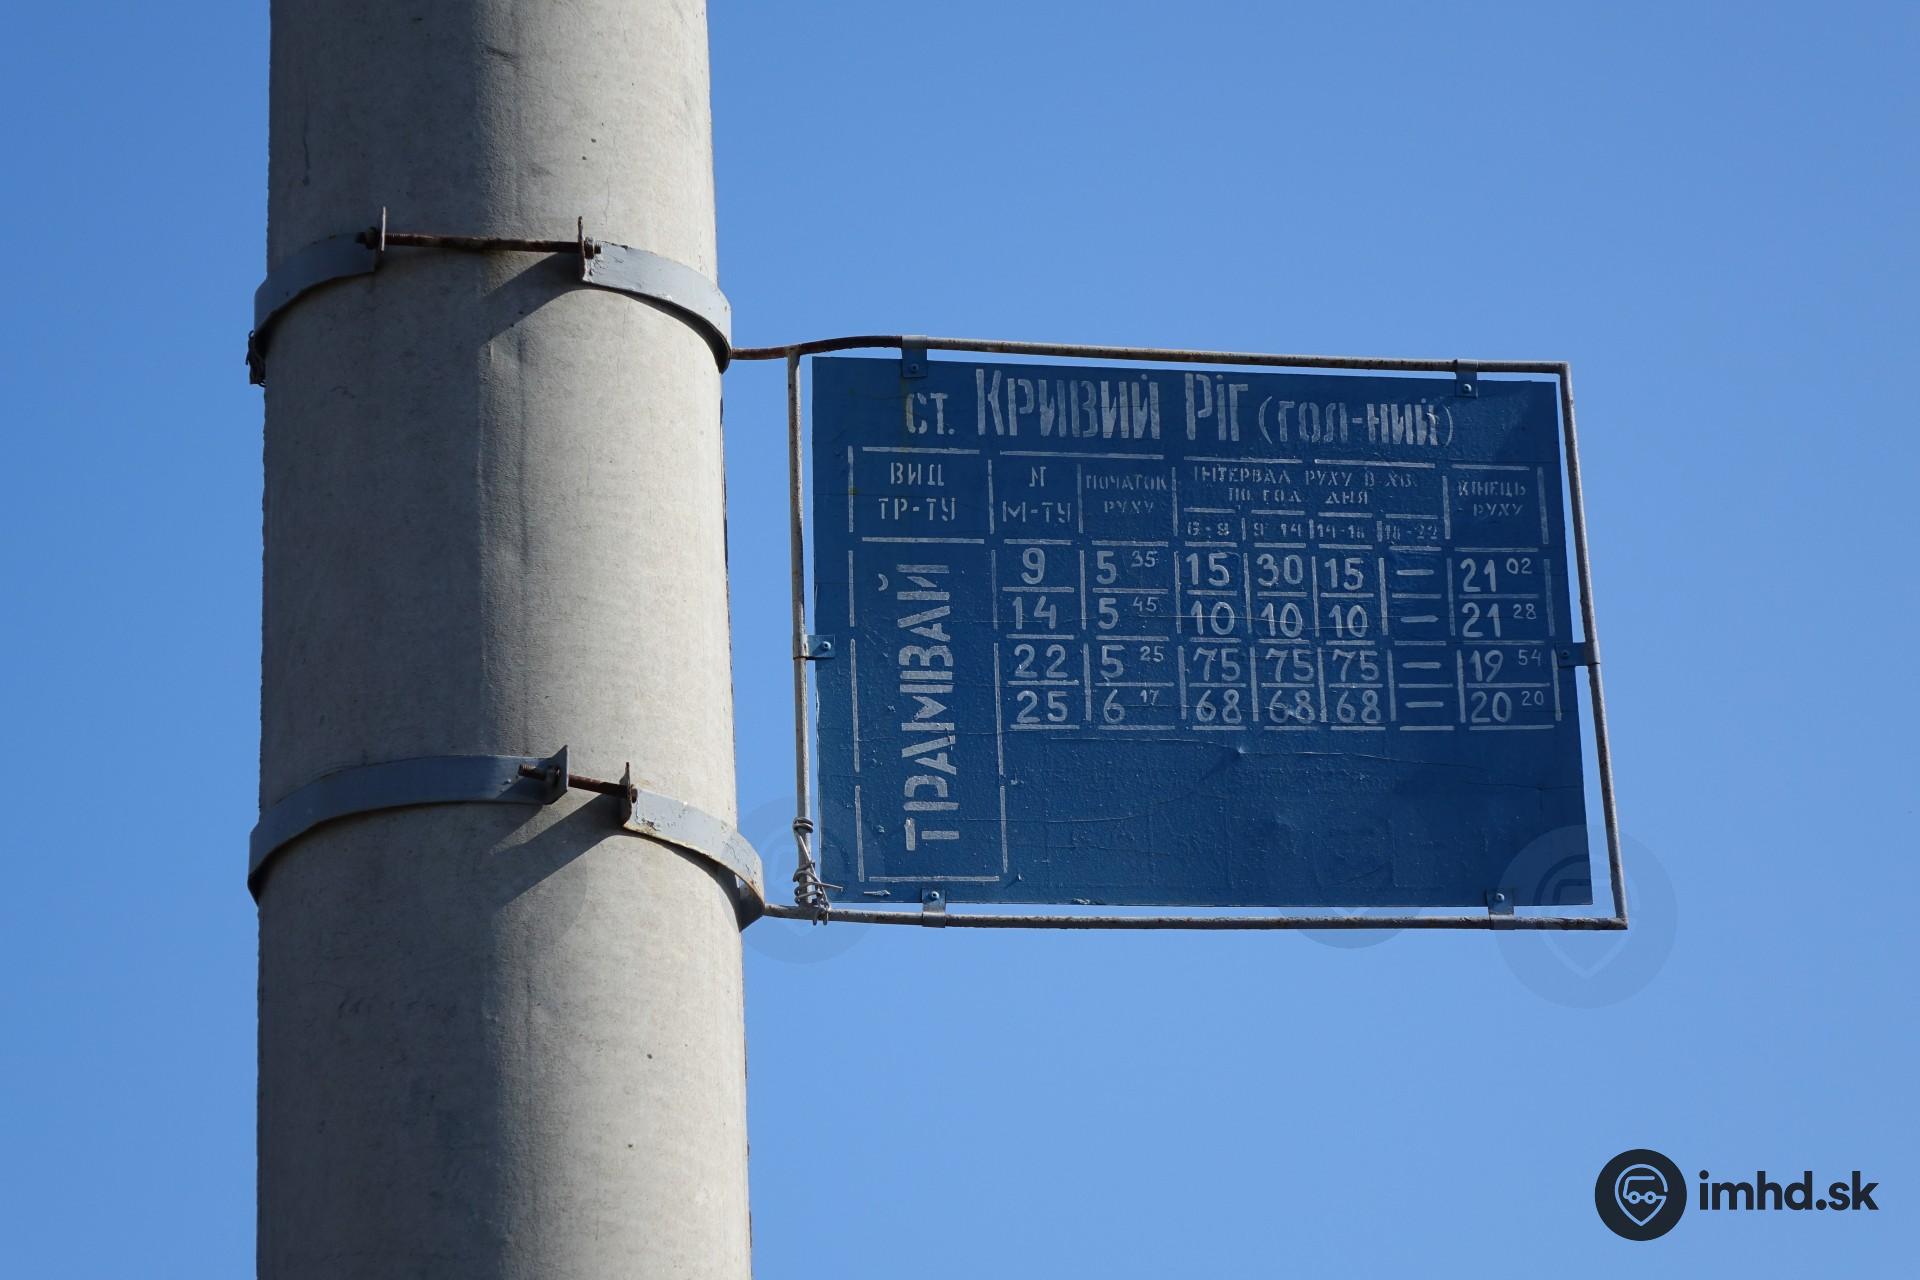 ст. Кривий Ріг (гол-ний)
ВИД ТР-ТУ N М-ТУ ПОЧАТОК РУХУ ІНТЕРВАЛ РУХУ В ХВ. ПО ГОД. ДНЯ КІНЕЦЬ РУХУ
6-8 9-14 14-18 18-22
ТРАМВАЙ
9 5 35 15 30 15 — 21 02
14 5 45 10 10 10 — 21 28
22 5 25 75 75 75 — 19 54
25 6 17 68 68 68 — 20 20
imhd.sk